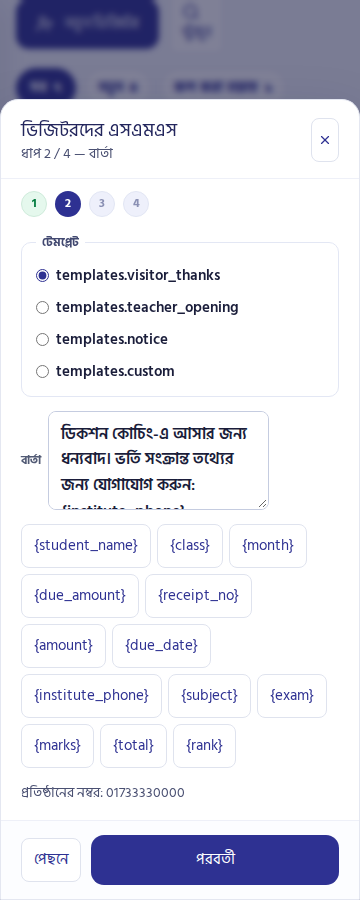 ভিজিটরদের এসএমএস
ধাপ 2 / 4 — বার্তা
×
1 2 3 4
টেমপ্লেট
templates.visitor_thanks
templates.teacher_opening
templates.notice
templates.custom
বার্তা
ডিকশন কোচিং-এ আসার জন্য
ধন্যবাদ। ভর্তি সংক্রান্ত তথ্যের
জন্য যোগাযোগ করুন:
{institute_phone}
{student_name} {class} {month}
{due_amount} {receipt_no}
{amount} {due_date}
{institute_phone} {subject} {exam}
{marks} {total} {rank}
প্রতিষ্ঠানের নম্বর: 01733330000
পেছনে পরবর্তী